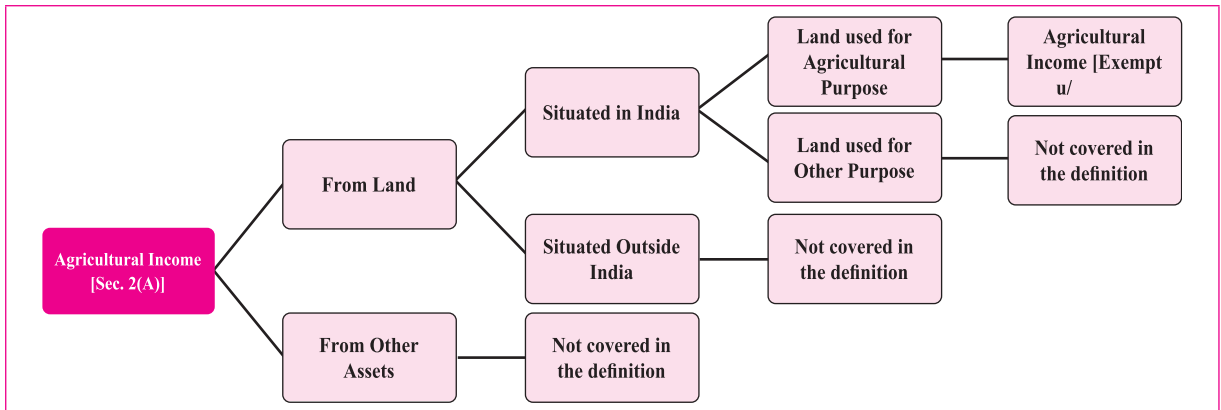 Agricultural Income
[Sec. 2(A)]
From Land
From Other
Assets
Situated in India
Situated Outside
India
Not covered in
the definition
Land used for
Agricultural
Purpose
Land used for
Other Purpose
Not covered in
the definition
Agricultural
Income [Exempt
u/
Not covered in
the definition